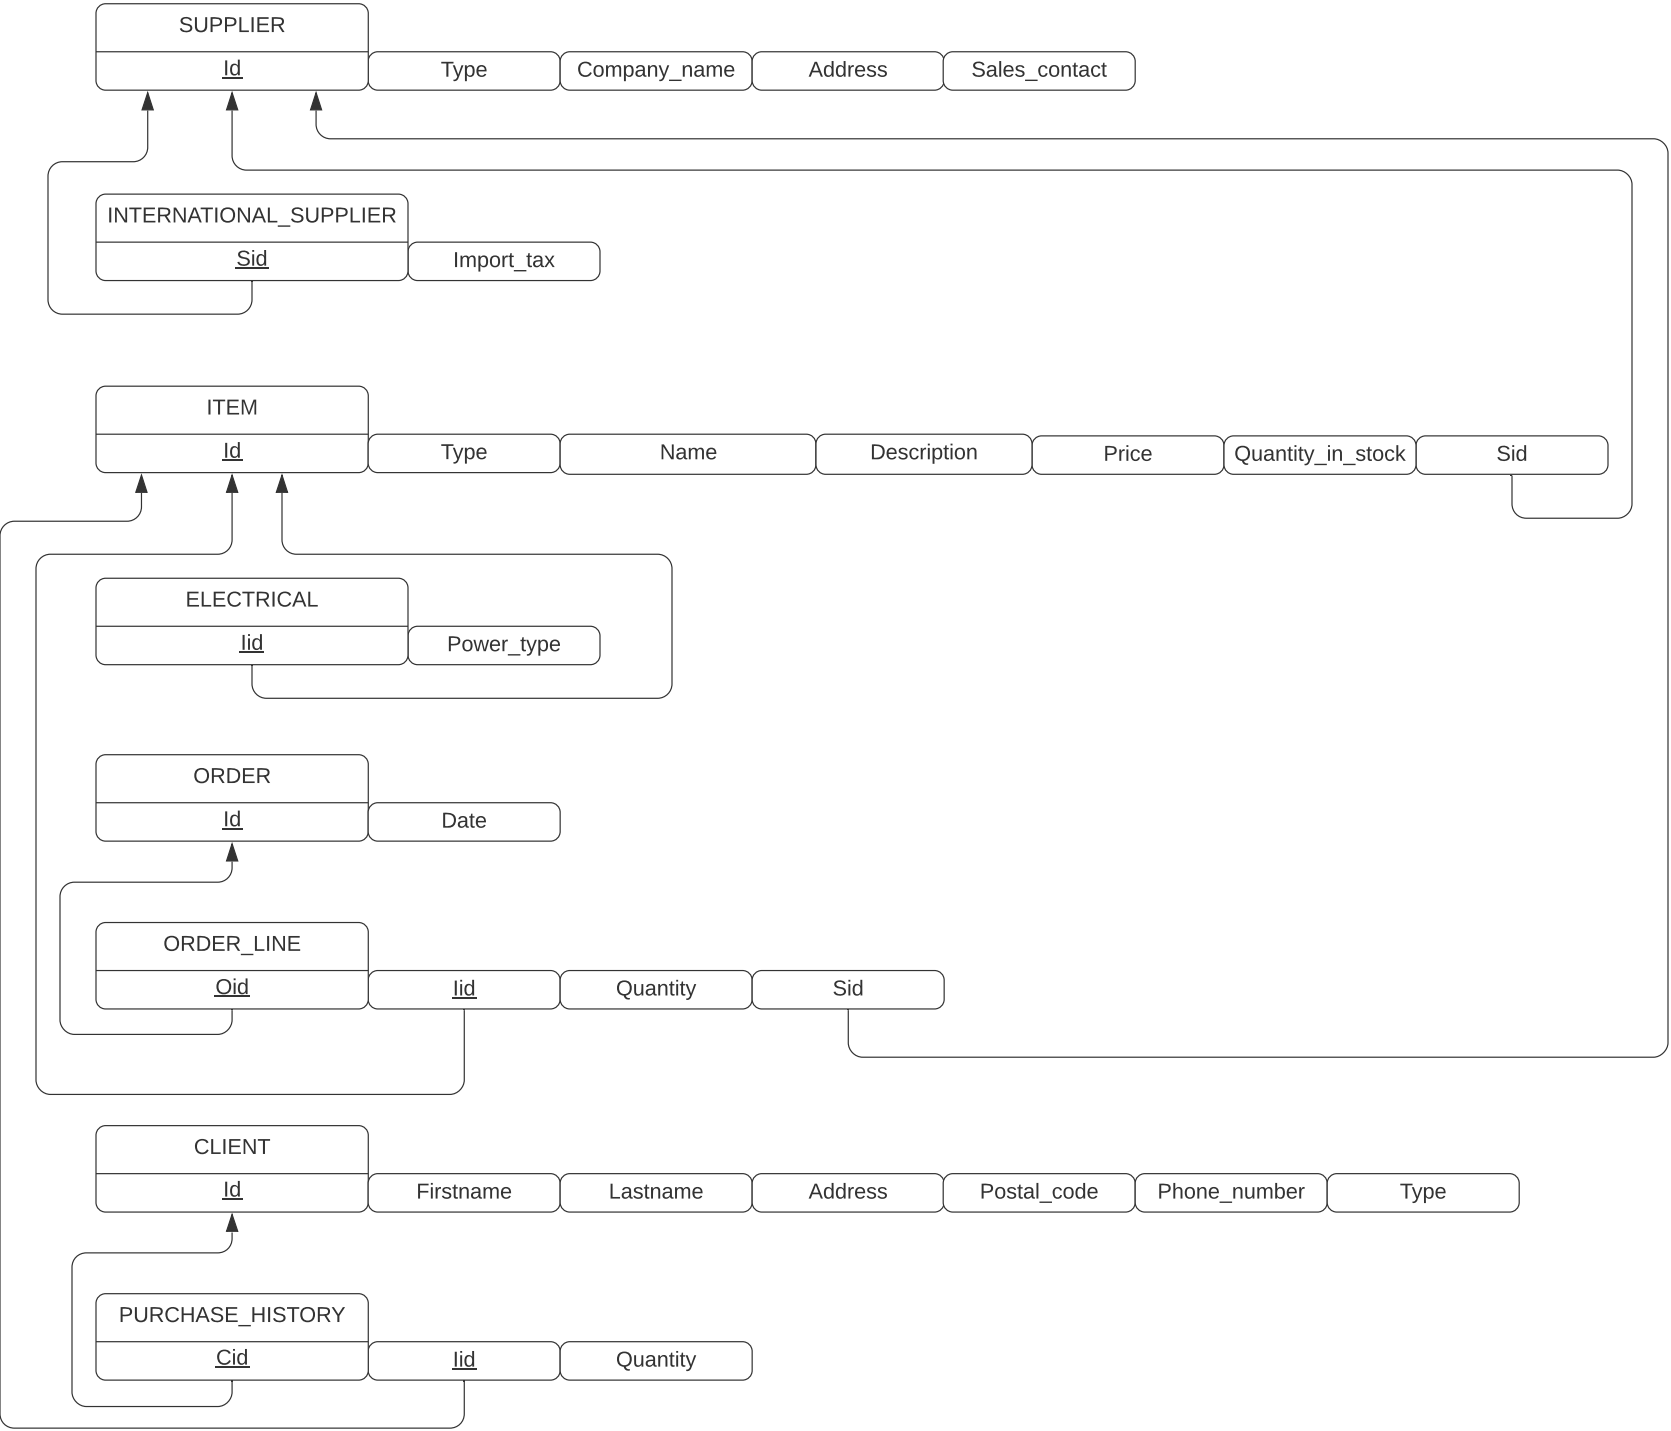 SUPPLIER
Id Type Company_name Address Sales_contact
INTERNATIONAL_SUPPLIER
Sid Import_tax
ITEM
Id Type Name Description Price Quantity_in_stock Sid
ELECTRICAL
Iid Power_type
ORDER
Id Date
ORDER_LINE
Oid Iid Quantity Sid
CLIENT
Id Firstname Lastname Address Postal_code Phone_number Type
PURCHASE_HISTORY
Cid Iid Quantity